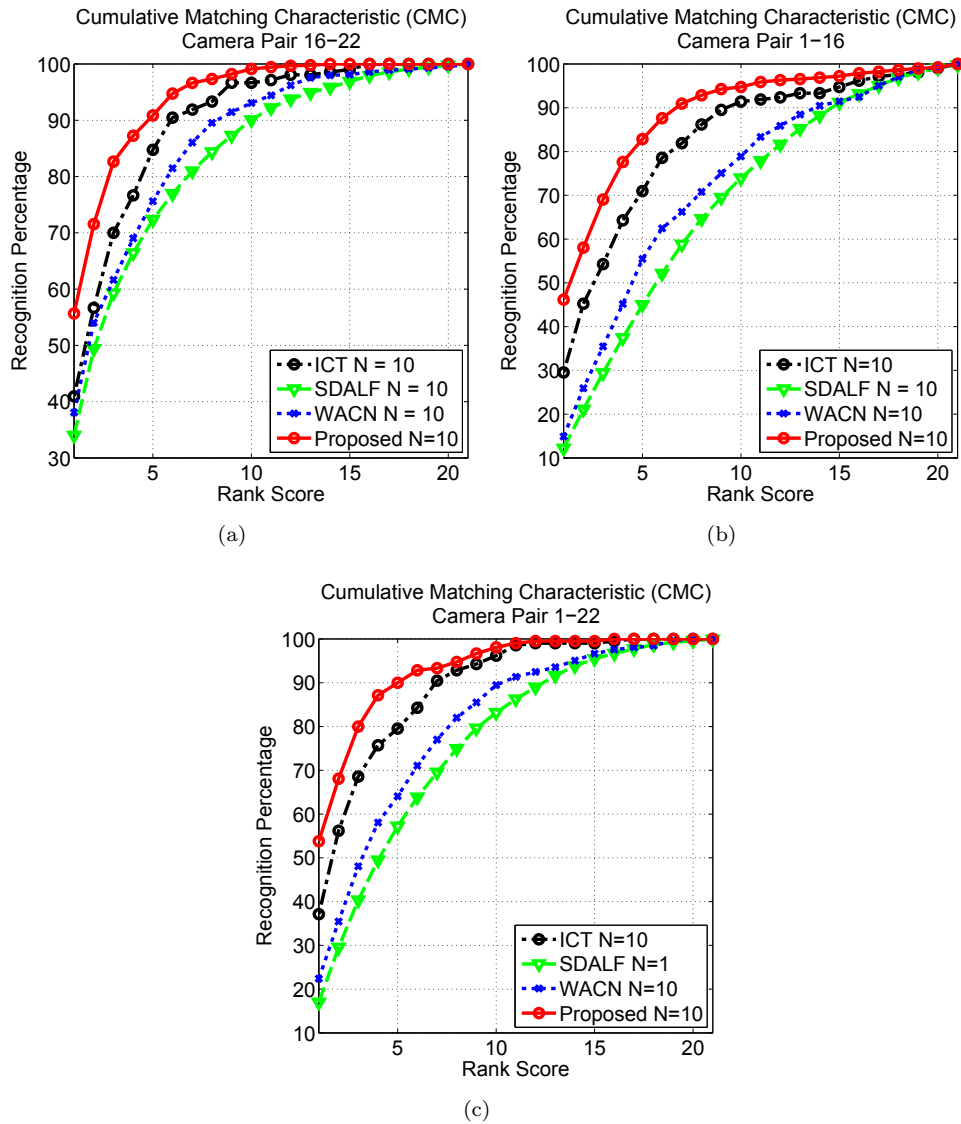 Cumulative Matching Characteristic (CMC)
Camera Pair 16−22
100
90
80
70
60
50
40
30
Recognition Percentage
ICT N = 10
SDALF N = 10
WACN N = 10
Proposed N=10
5
10
15
20
Rank Score
(a)
Cumulative Matching Characteristic (CMC)
Camera Pair 1−16
100
90
80
70
60
50
40
30
20
10
Recognition Percentage
ICT N=10
SDALF N = 10
WACN N=10
Proposed N=10
5
10
15
20
Rank Score
(b)
Cumulative Matching Characteristic (CMC)
Camera Pair 1−22
100
90
80
70
60
50
40
30
20
10
Recognition Percentage
ICT N=10
SDALF N=1
WACN N=10
Proposed N=10
5
10
15
20
Rank Score
(c)